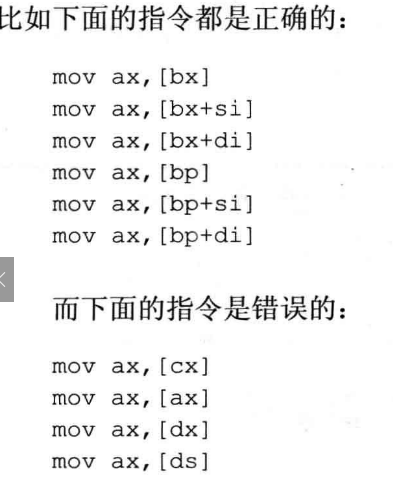 比如下面的指令都是正确的：
mov ax,[bx]
mov ax,[bx+si]
mov ax,[bx+di]
mov ax,[bp]
mov ax,[bp+si]
mov ax,[bp+di]
而下面的指令是错误的：
mov ax,[cx]
mov ax,[ax]
mov ax,[dx]
mov ax,[ds]